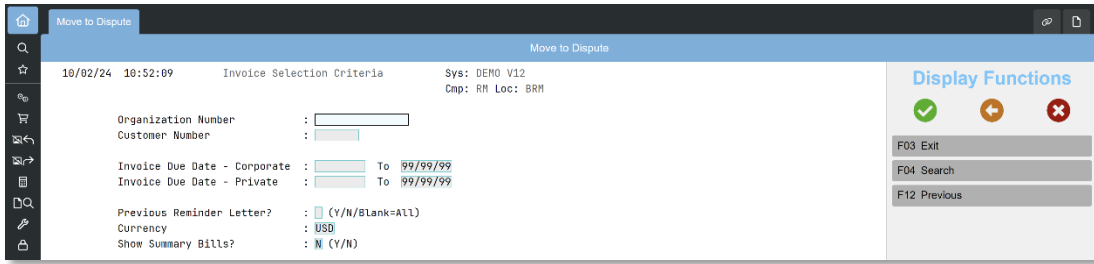 Move to Dispute
Move to Dispute
10/02/24 10:52:09 Invoice Selection Criteria Sys: DEMO V12
Cmp: RM Loc: BRM
Organization Number :
Customer Number :
Invoice Due Date - Corporate : To 99/99/99
Invoice Due Date - Private : To 99/99/99
Previous Reminder Letter? : (Y/N/Blank=All)
Currency : USD
Show Summary Bills? : N (Y/N)
Display Functions
F03 Exit
F04 Search
F12 Previous